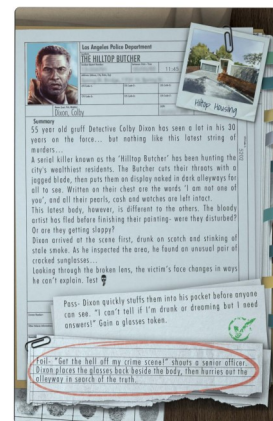 Los Angeles Police Department
THE HILLTOP BUTCHER
11:45
Dixon, Colby
Hilltop Housing
Summary
55 year old gruff Detective Colby Dixon has seen a lot in his 30
years on the force... but nothing like this latest string of
murders...
A serial killer known as the 'Hilltop Butcher' has been hunting the
city's wealthiest residents. The Butcher cuts their throats with a
jagged blade, then puts them on display naked in dark alleyways for
all to see. Written on their chest are the words 'I am not one of
you', and all their pearls, cash and watches are left intact.
This latest body, however, is different to the others. The bloody
artist has fled before finishing their painting- were they disturbed?
Or are they getting sloppy?
Dixon arrived at the scene first, drunk on scotch and stinking of
stale smoke. As he inspected the area, he found an unusual pair of
cracked sunglasses...
Looking through the broken lens, the victim's face changes in ways
he can't explain. Test
Pass- Dixon quickly stuffs them into his pocket before anyone
can see. "I can't tell if I'm drunk or dreaming but I need
answers!" Gain a glasses token.
Fail- "Get the hell off my crime scene!" shouts a senior officer.
Dixon places the glasses back beside the body, then hurries out the
alleyway in search of the truth.